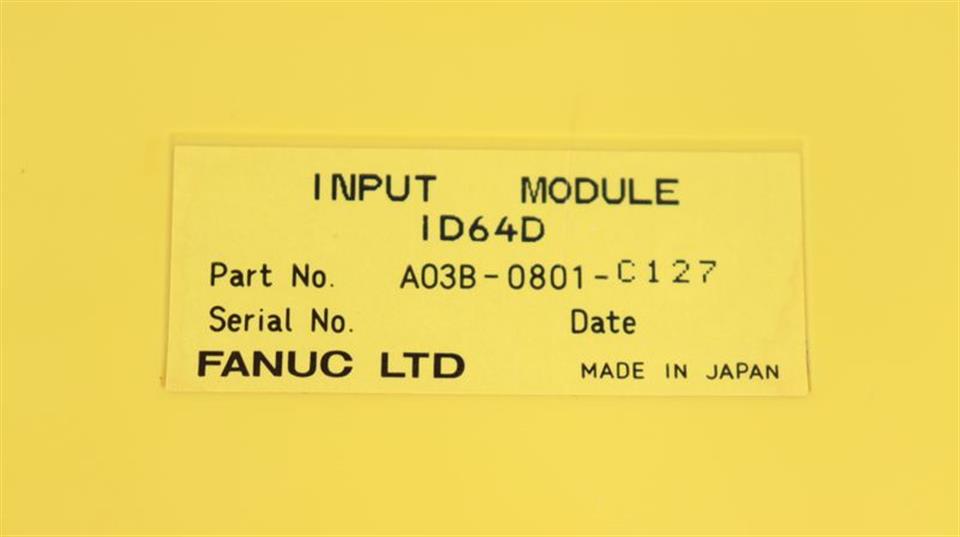 INPUT MODULE
ID64D
Part No. A03B-0801-C127
Serial No. Date
FANUC LTD MADE IN JAPAN